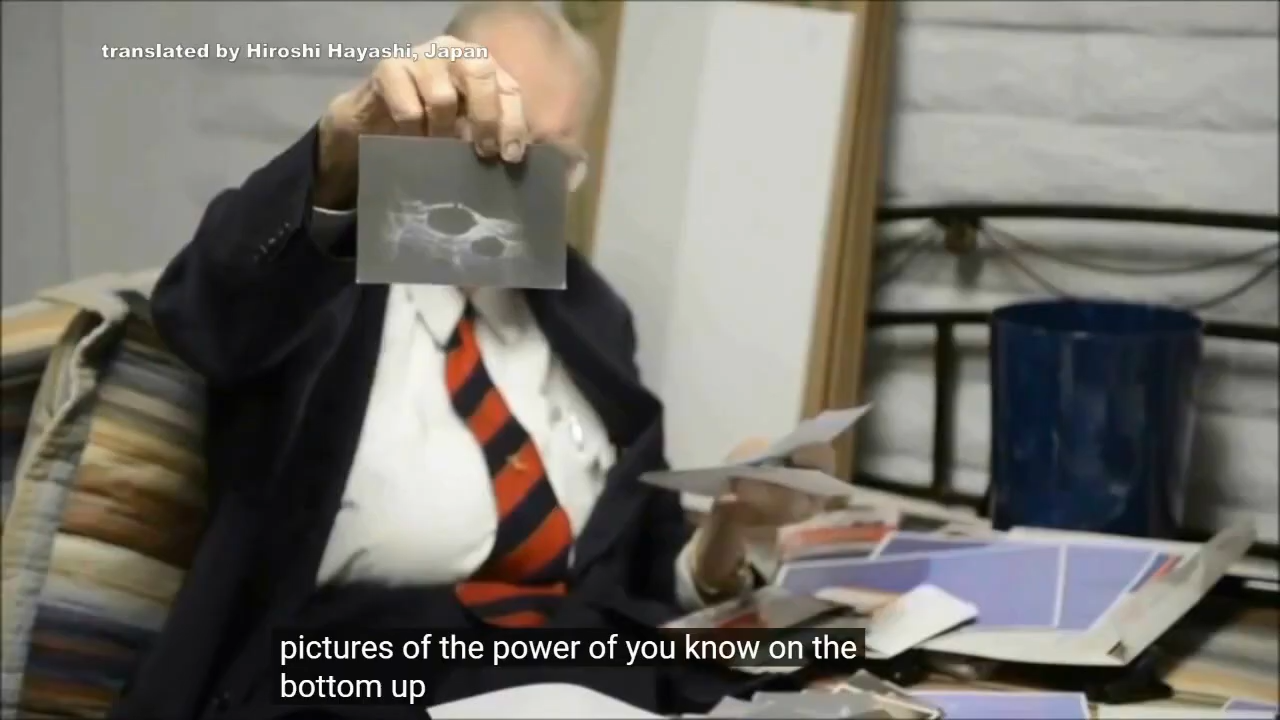 translated by Hiroshi Hayashi, Japan
pictures of the power of you know on the
bottom up